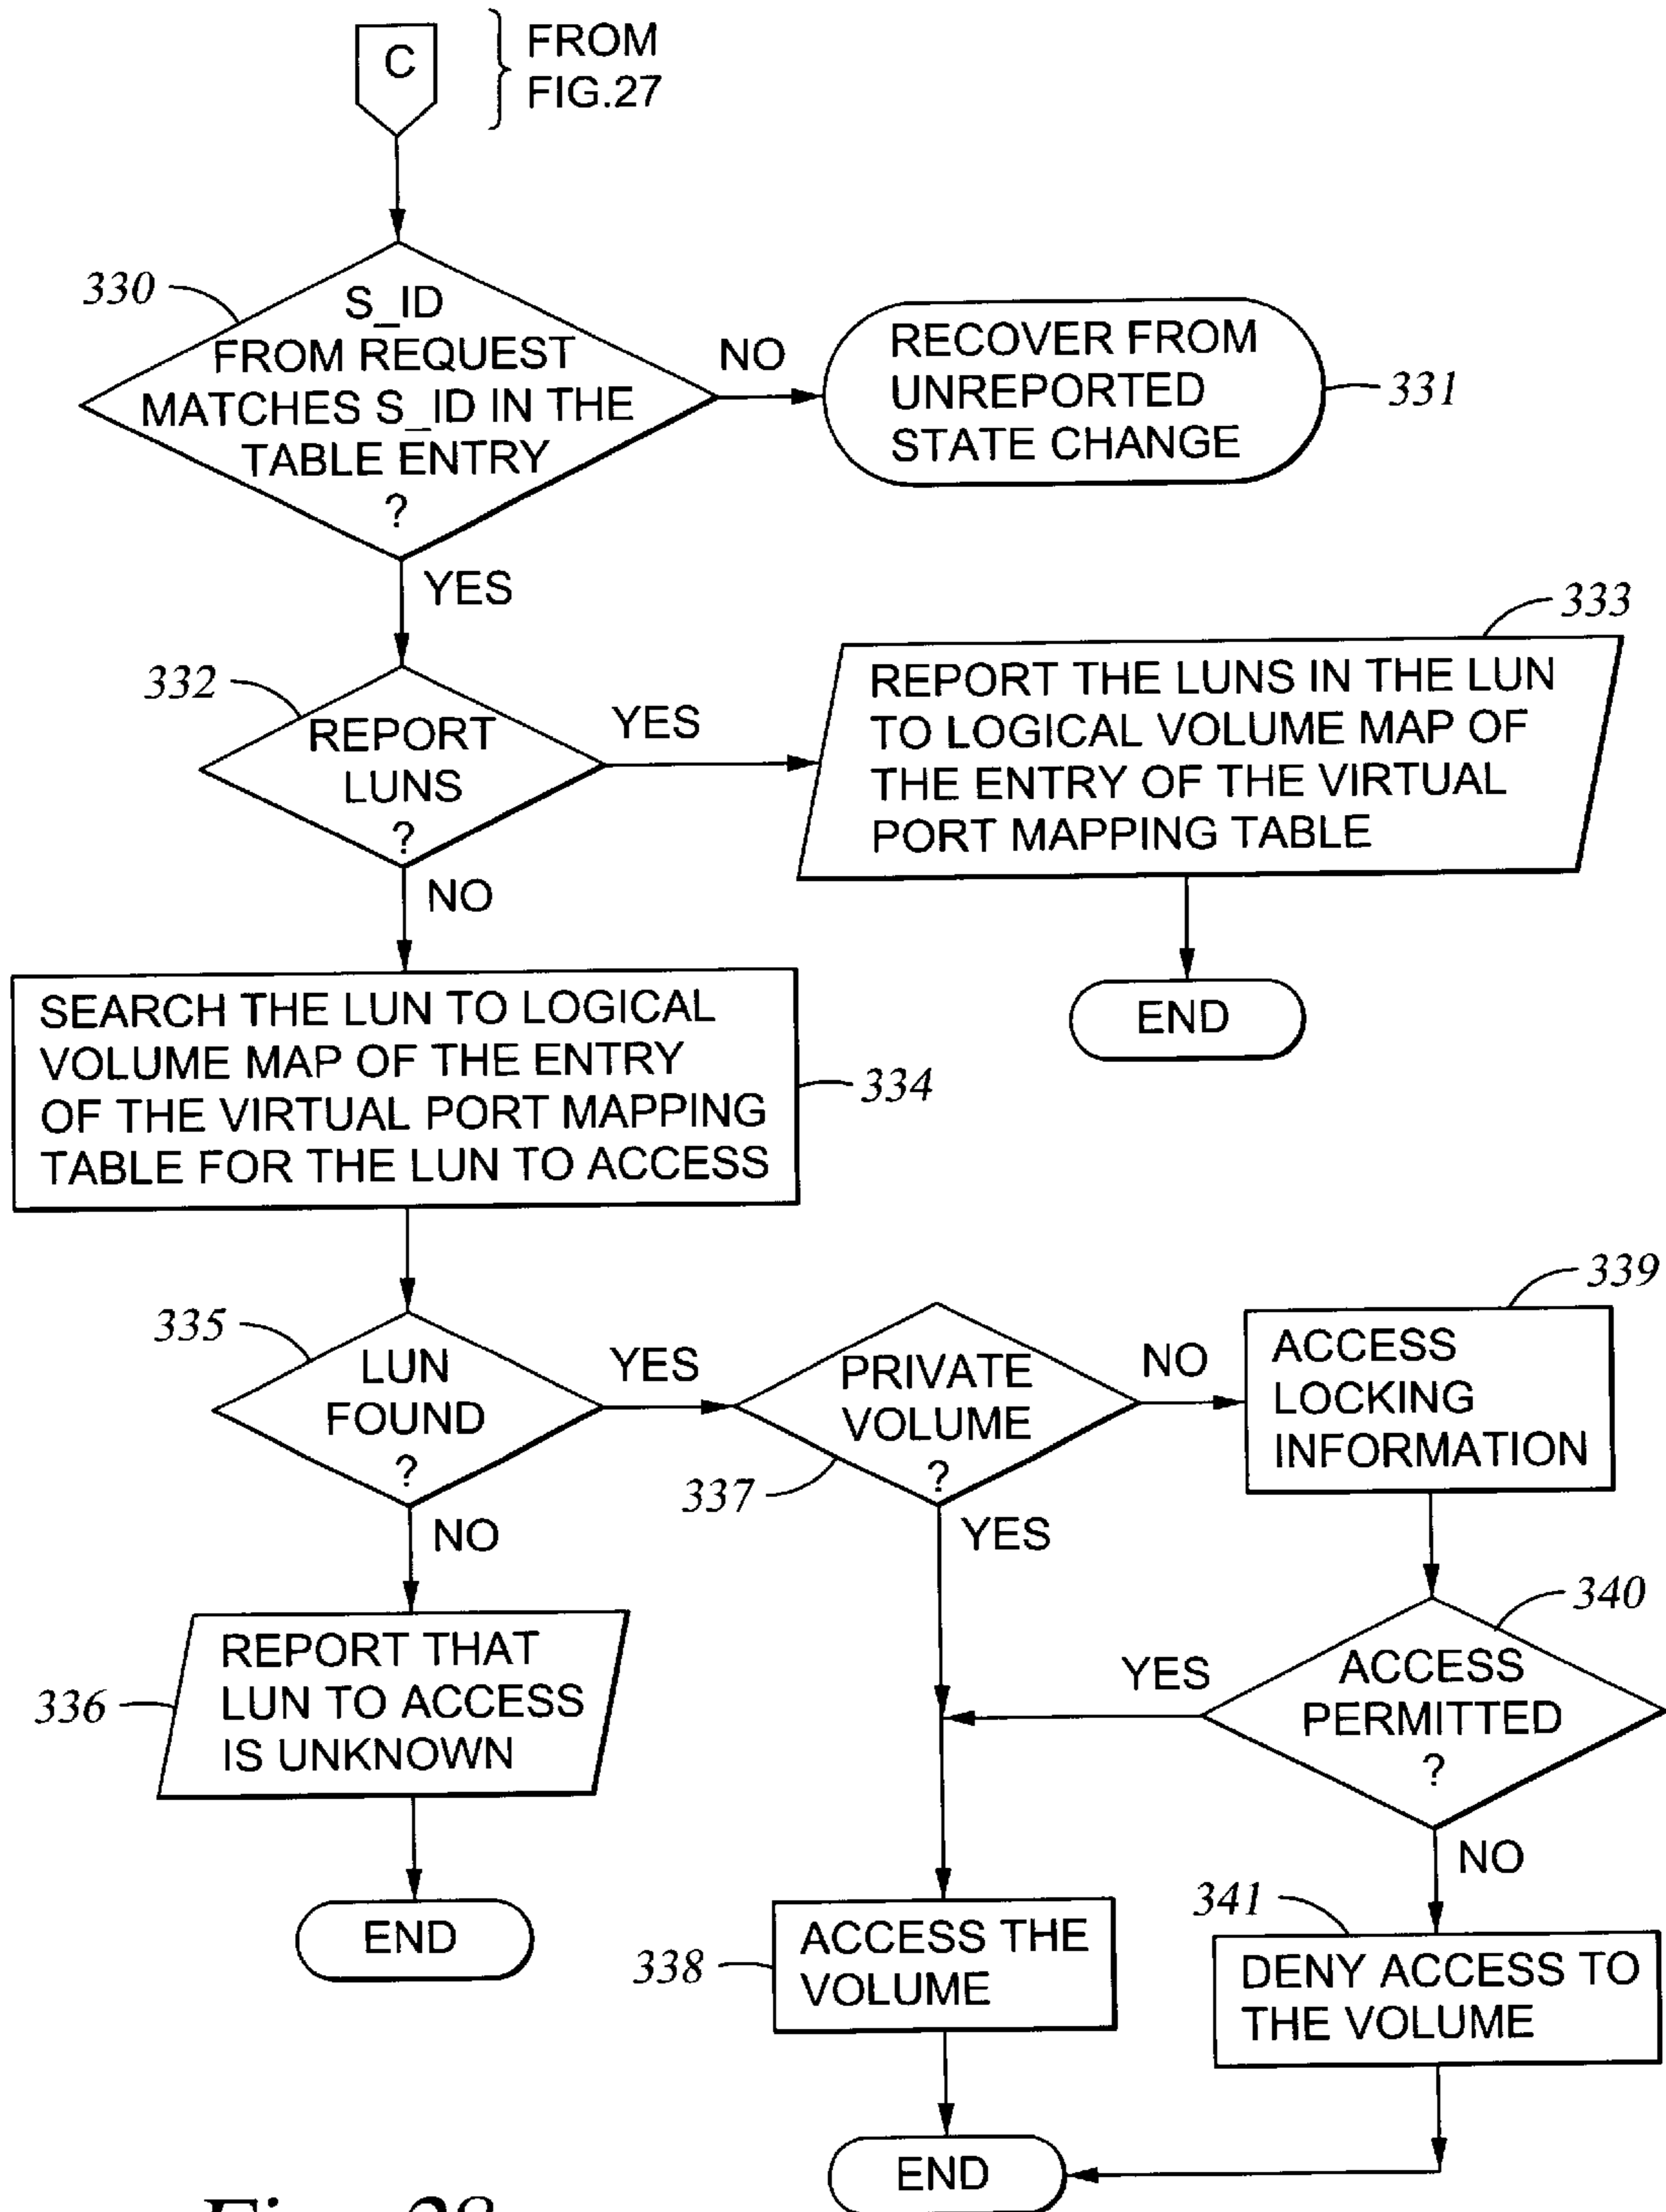 C
FROM
FIG.27
330
S_ID
FROM REQUEST
MATCHES S_ID IN THE
TABLE ENTRY
?
NO
RECOVER FROM
UNREPORTED
STATE CHANGE
331
YES
332
REPORT
LUNS
?
YES
333
REPORT THE LUNS IN THE LUN
TO LOGICAL VOLUME MAP OF
THE ENTRY OF THE VIRTUAL
PORT MAPPING TABLE
NO
END
SEARCH THE LUN TO LOGICAL
VOLUME MAP OF THE ENTRY
OF THE VIRTUAL PORT MAPPING
TABLE FOR THE LUN TO ACCESS
334
335
LUN
FOUND
?
YES
PRIVATE
VOLUME
?
337
NO
339
ACCESS
LOCKING
INFORMATION
NO
YES
340
ACCESS
PERMITTED
?
YES
336
REPORT THAT
LUN TO ACCESS
IS UNKNOWN
NO
END
338
ACCESS THE
VOLUME
341
DENY ACCESS TO
THE VOLUME
END
Fig. 28